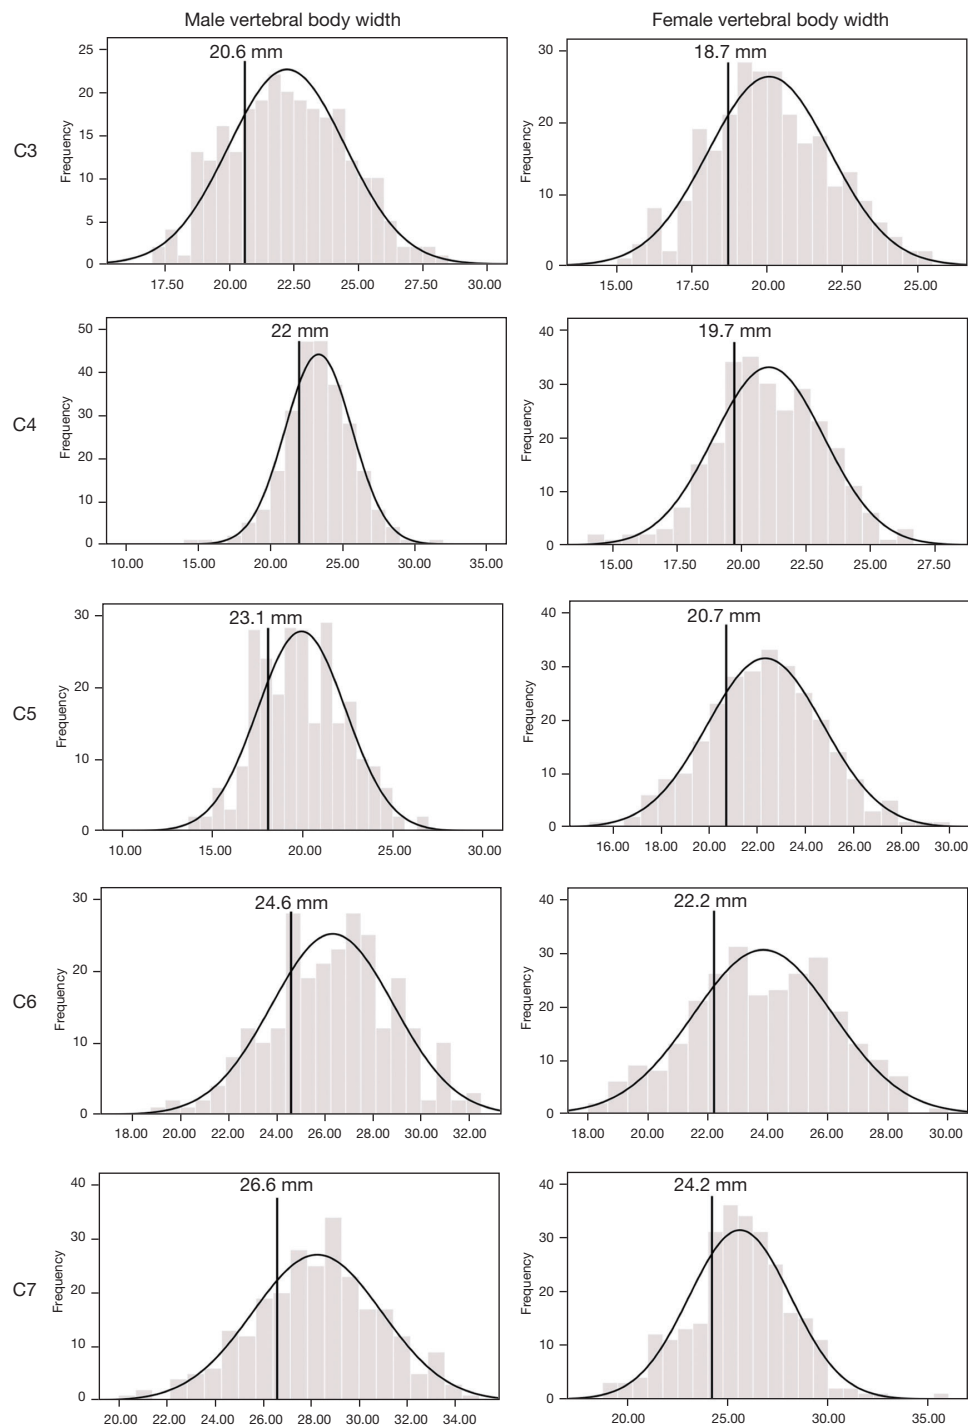 Male vertebral body width
Female vertebral body width
C3
20.6 mm
Frequency
25
20
15
10
5
0
17.50 20.00 22.50 25.00 27.50 30.00
18.7 mm
Frequency
30
20
10
0
15.00 17.50 20.00 22.50 25.00
C4
22 mm
Frequency
50
40
30
20
10
0
10.00 15.00 20.00 25.00 30.00 35.00
19.7 mm
Frequency
40
30
20
10
0
15.00 17.50 20.00 22.50 25.00 27.50
C5
23.1 mm
Frequency
30
20
10
0
10.00 15.00 20.00 25.00 30.00
20.7 mm
Frequency
40
30
20
10
0
16.00 18.00 20.00 22.00 24.00 26.00 28.00 30.00
C6
24.6 mm
Frequency
30
20
10
0
18.00 20.00 22.00 24.00 26.00 28.00 30.00 32.00
22.2 mm
Frequency
40
30
20
10
0
18.00 20.00 22.00 24.00 26.00 28.00 30.00
C7
26.6 mm
Frequency
40
30
20
10
0
20.00 22.00 24.00 26.00 28.00 30.00 32.00 34.00
24.2 mm
Frequency
40
30
20
10
0
20.00 25.00 30.00 35.00